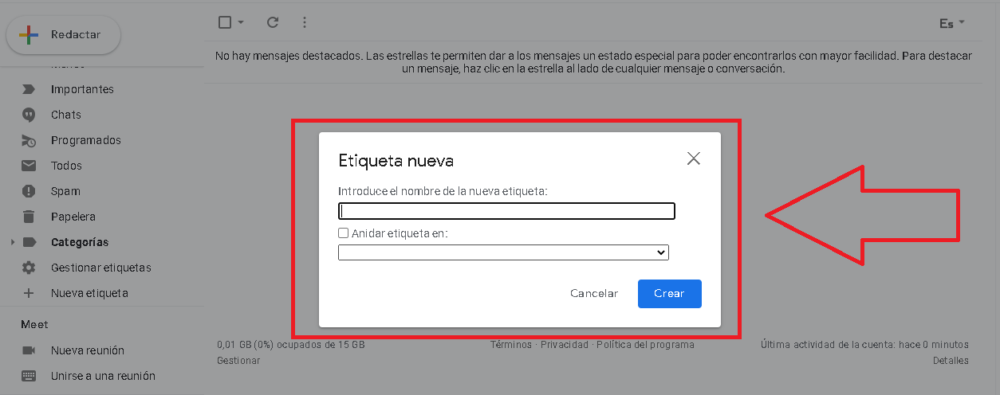 Redactar
Es
No hay mensajes destacados. Las estrellas te permiten dar a los mensajes un estado especial para poder encontrarlos con mayor facilidad. Para destacar
un mensaje, haz clic en la estrella al lado de cualquier mensaje o conversación.
Importantes
Chats
Programados
Todos
Spam
Papelera
Categorías
Gestionar etiquetas
Nueva etiqueta
Meet
Nueva reunión
Unirse a una reunión
Etiqueta nueva
Introduce el nombre de la nueva etiqueta:
Anidar etiqueta en:
Cancelar
Crear
0,01 GB (0%) ocupados de 15 GB
Gestionar
Términos · Privacidad · Política del programa
Última actividad de la cuenta: hace 0 minutos
Detalles